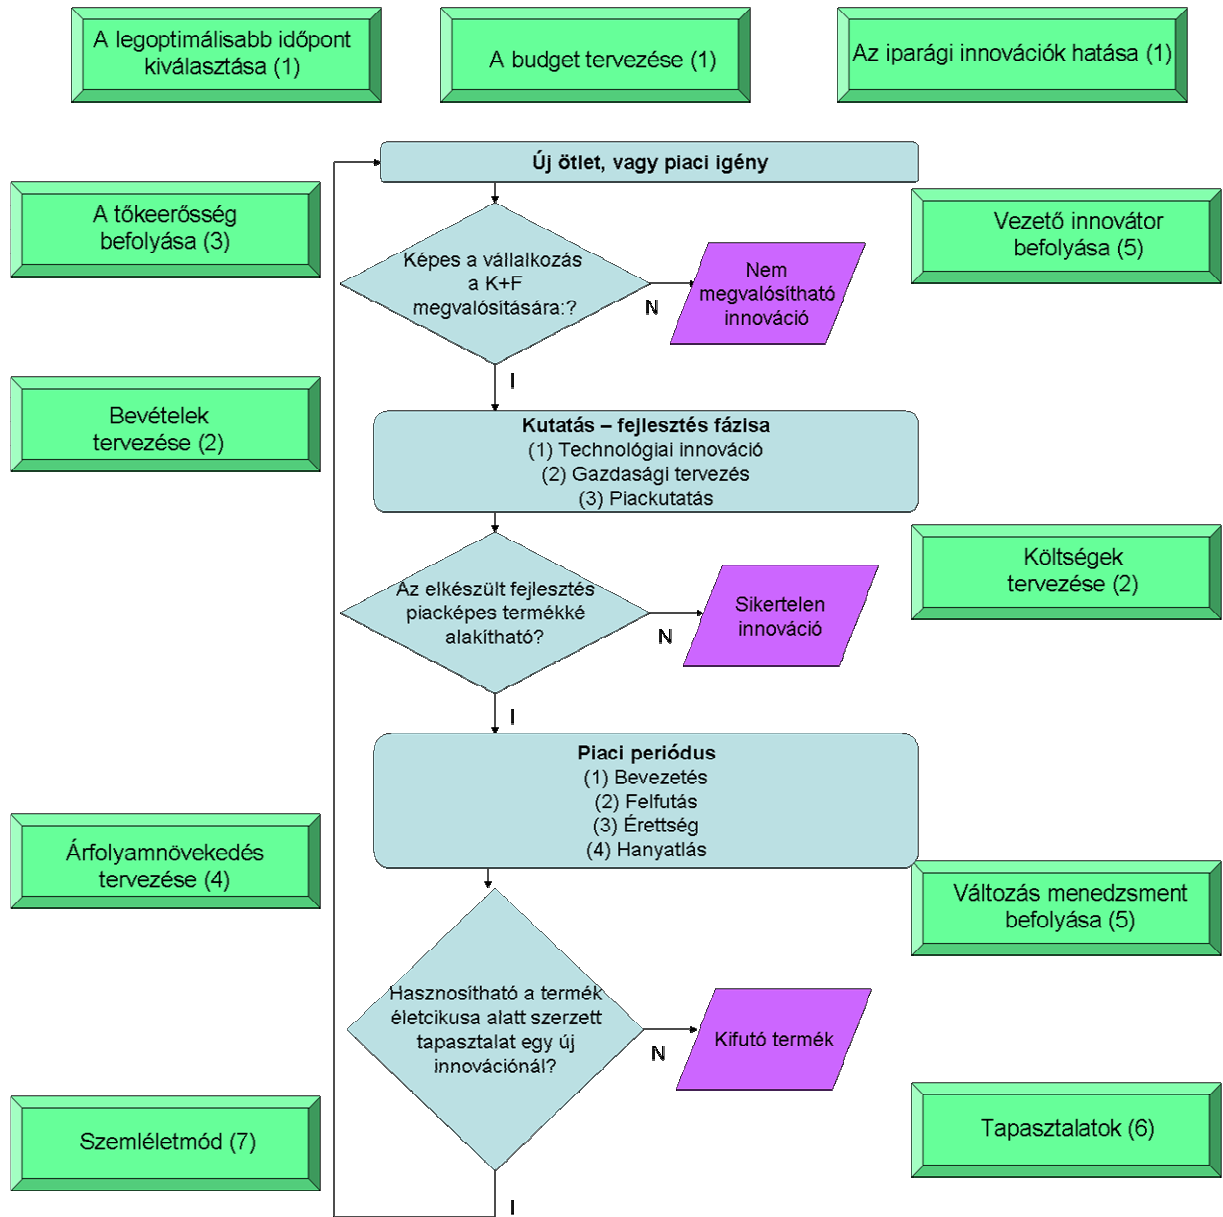 A legoptimálisabb időpont
kiválasztása (1)
A budget tervezése (1)
Az iparági innovációk hatása (1)
Új ötlet, vagy piaci igény
A tőkeerősség
befolyása (3)
Vezető innovátor
befolyása (5)
Képes a vállalkozás
a K+F
megvalósítására:?
N
Nem
megvalósítható
innováció
I
Bevételek
tervezése (2)
Kutatás – fejlesztés fázisa
(1) Technológiai innováció
(2) Gazdasági tervezés
(3) Piackutatás
Költségek
tervezése (2)
Az elkészült fejlesztés
piacképes termékké
alakítható?
N
Sikertelen
innováció
I
Piaci periódus
(1) Bevezetés
(2) Felfutás
(3) Érettség
(4) Hanyatlás
Árfolyamnövekedés
tervezése (4)
Változás menedzsment
befolyása (5)
Hasznosítható a termék
életcikusa alatt szerzett
tapasztalat egy új
innovációnál?
N
Kifutó termék
Szemléletmód (7)
Tapasztalatok (6)
I